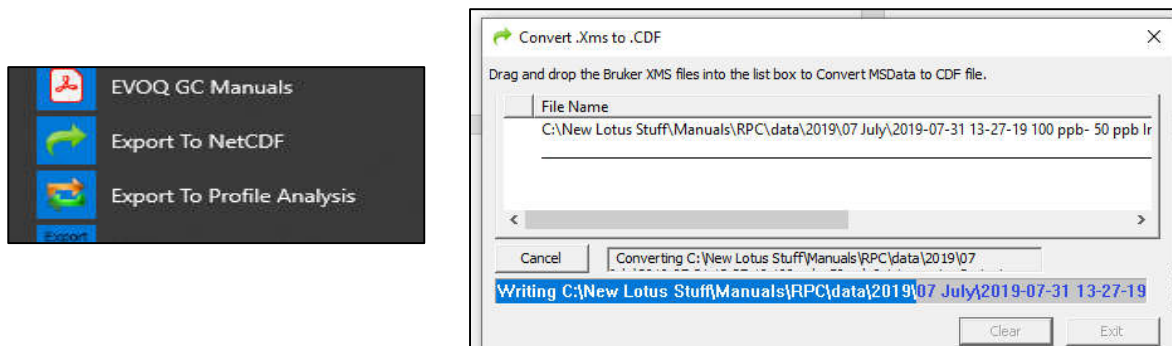 EVOQ GC Manuals
Export To NetCDF
Export To Profile Analysis
Export
Convert .Xms to .CDF
Drag and drop the Bruker XMS files into the list box to Convert MSData to CDF file.
File Name
C:\New Lotus Stuff\Manuals\RPC\data\2019\07 July\2019-07-31 13-27-19 100 ppb- 50 ppb Ir
Cancel
Converting C:\New Lotus Stuff\Manuals\RPC\data\2019\07
Writing C:\New Lotus Stuff\Manuals\RPC\data\2019\07 July\2019-07-31 13-27-19
Clear
Exit